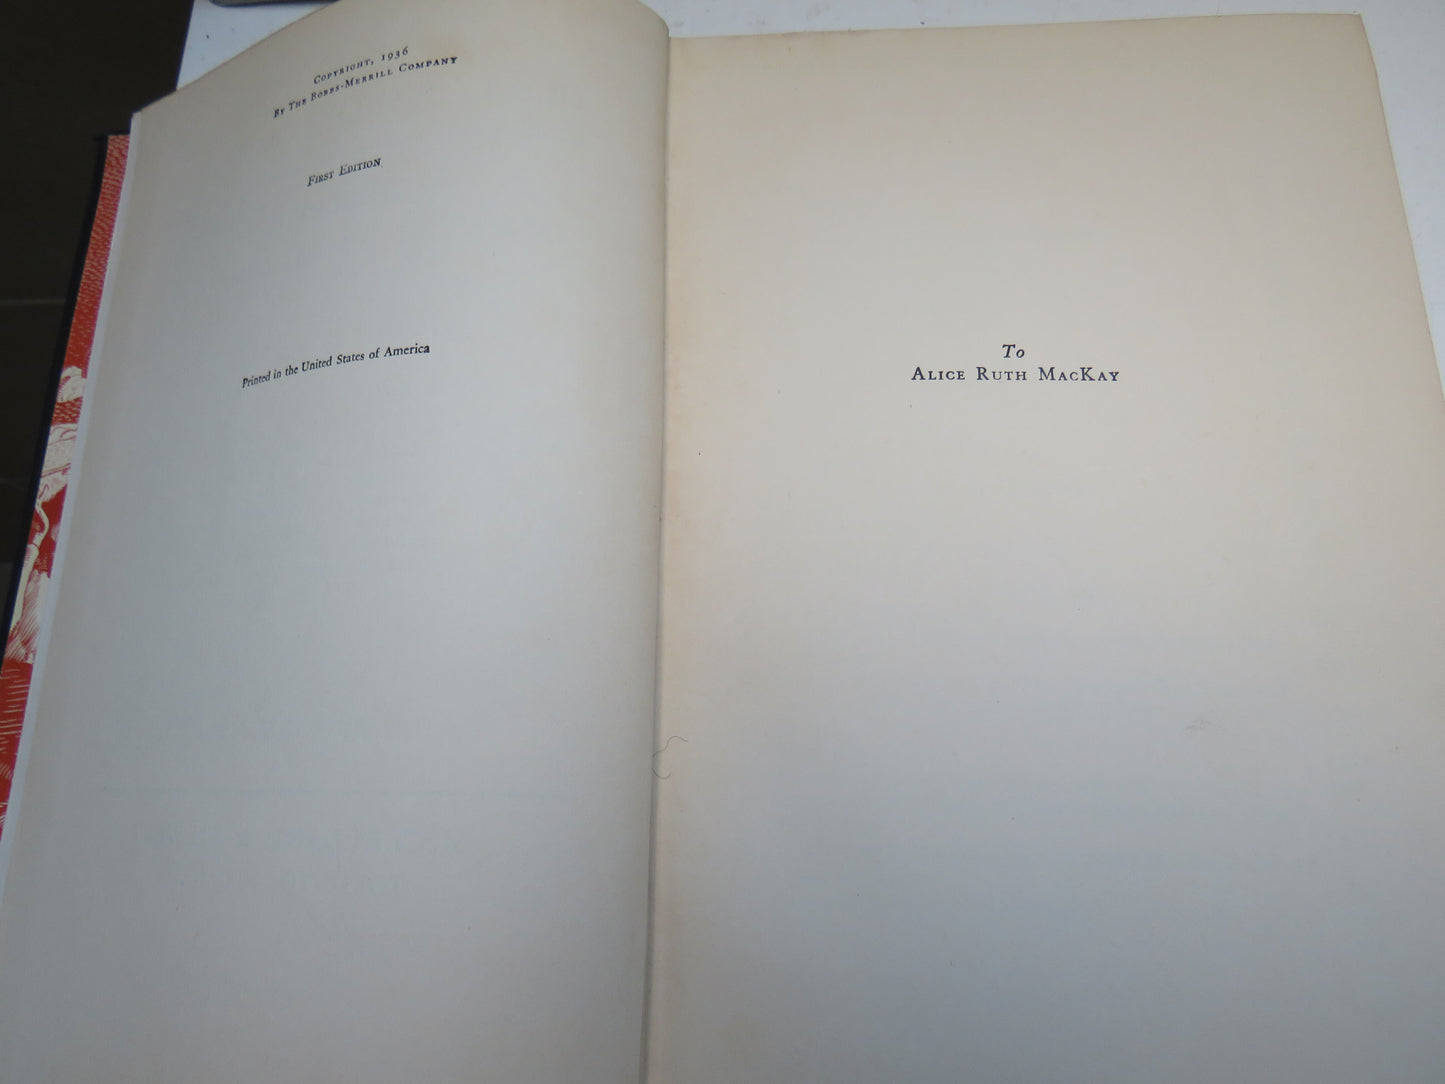 Copyright, 1936
By The Bobbs-Merrill Company
First Edition
Printed in the United States of America
To
Alice Ruth MacKay